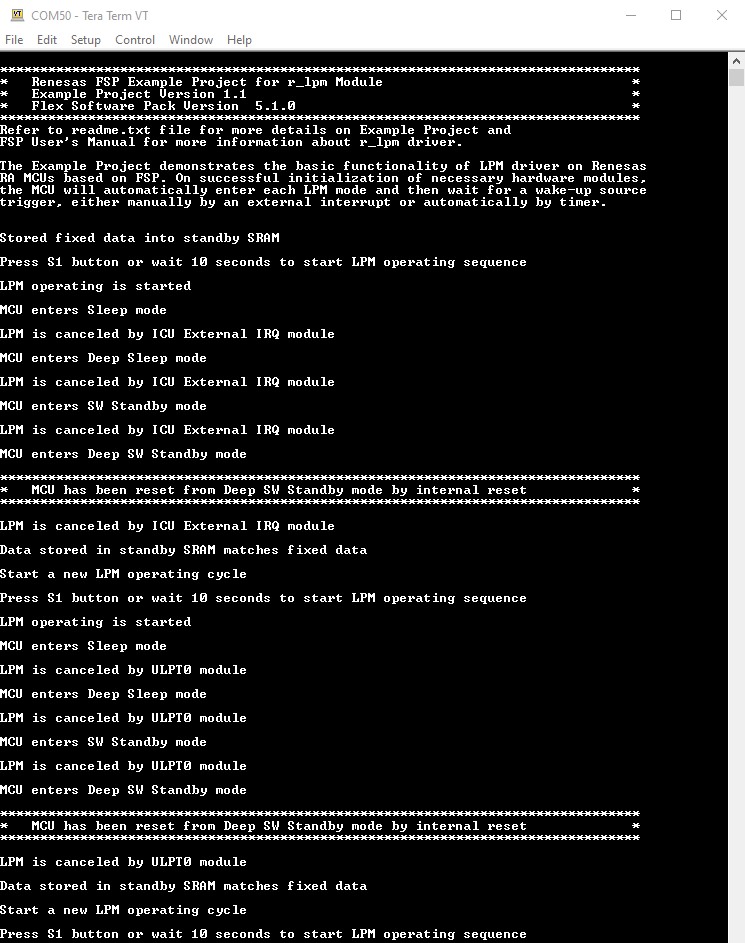 COM50 - Tera Term VT
File Edit Setup Control Window Help
********************************************************************************
* Renesas FSP Example Project for r_lpm Module *
* Example Project Version 1.1 *
* Flex Software Pack Version 5.1.0 *
********************************************************************************
Refer to readme.txt file for more details on Example Project and
FSP User's Manual for more information about r_lpm driver.
The Example Project demonstrates the basic functionality of LPM driver on Renesas
RA MCUs based on FSP. On successful initialization of necessary hardware modules,
the MCU will automatically enter each LPM mode and then wait for a wake-up source
trigger, either manually by an external interrupt or automatically by timer.
Stored fixed data into standby SRAM
Press S1 button or wait 10 seconds to start LPM operating sequence
LPM operating is started
MCU enters Sleep mode
LPM is canceled by ICU External IRQ module
MCU enters Deep Sleep mode
LPM is canceled by ICU External IRQ module
MCU enters SW Standby mode
LPM is canceled by ICU External IRQ module
MCU enters Deep SW Standby mode
********************************************************************************
* MCU has been reset from Deep SW Standby mode by internal reset *
********************************************************************************
LPM is canceled by ICU External IRQ module
Data stored in standby SRAM matches fixed data
Start a new LPM operating cycle
Press S1 button or wait 10 seconds to start LPM operating sequence
LPM operating is started
MCU enters Sleep mode
LPM is canceled by ULPT0 module
MCU enters Deep Sleep mode
LPM is canceled by ULPT0 module
MCU enters SW Standby mode
LPM is canceled by ULPT0 module
MCU enters Deep SW Standby mode
********************************************************************************
* MCU has been reset from Deep SW Standby mode by internal reset *
********************************************************************************
LPM is canceled by ULPT0 module
Data stored in standby SRAM matches fixed data
Start a new LPM operating cycle
Press S1 button or wait 10 seconds to start LPM operating sequence